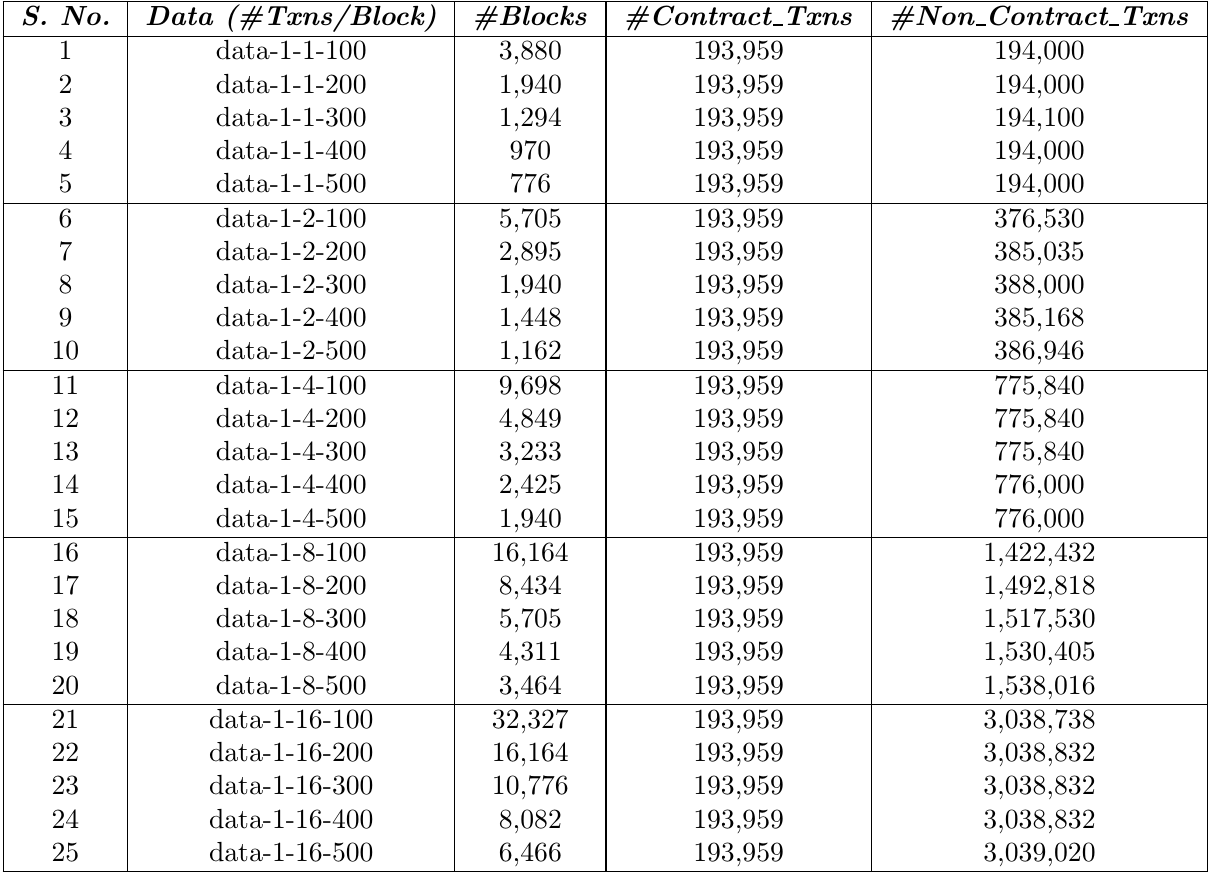 S. No. Data (#Txns/Block) #Blocks #Contract_Txns #Non_Contract_Txns
1 data-1-1-100 3,880 193,959 194,000
2 data-1-1-200 1,940 193,959 194,000
3 data-1-1-300 1,294 193,959 194,100
4 data-1-1-400 970 193,959 194,000
5 data-1-1-500 776 193,959 194,000
6 data-1-2-100 5,705 193,959 376,530
7 data-1-2-200 2,895 193,959 385,035
8 data-1-2-300 1,940 193,959 388,000
9 data-1-2-400 1,448 193,959 385,168
10 data-1-2-500 1,162 193,959 386,946
11 data-1-4-100 9,698 193,959 775,840
12 data-1-4-200 4,849 193,959 775,840
13 data-1-4-300 3,233 193,959 775,840
14 data-1-4-400 2,425 193,959 776,000
15 data-1-4-500 1,940 193,959 776,000
16 data-1-8-100 16,164 193,959 1,422,432
17 data-1-8-200 8,434 193,959 1,492,818
18 data-1-8-300 5,705 193,959 1,517,530
19 data-1-8-400 4,311 193,959 1,530,405
20 data-1-8-500 3,464 193,959 1,538,016
21 data-1-16-100 32,327 193,959 3,038,738
22 data-1-16-200 16,164 193,959 3,038,832
23 data-1-16-300 10,776 193,959 3,038,832
24 data-1-16-400 8,082 193,959 3,038,832
25 data-1-16-500 6,466 193,959 3,039,020